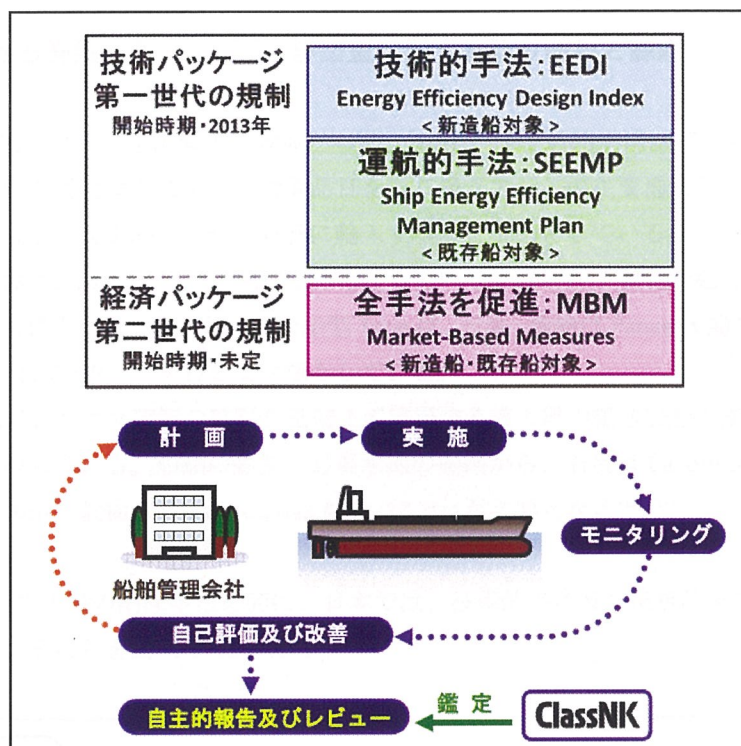 技術パッケージ
第一世代の規制
開始時期・2013年
技術的手法:EEDI
Energy Efficiency Design Index
<新造船対象>
運航的手法:SEEMP
Ship Energy Efficiency
Management Plan
<既存船対象>
経済パッケージ
第二世代の規制
開始時期・未定
全手法を促進:MBM
Market-Based Measures
<新造船・既存船対象>
計画
実施
モニタリング
船舶管理会社
自己評価及び改善
自主的報告及びレビュー
鑑定
ClassNK